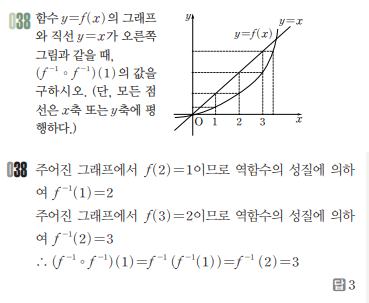 038 함수 y=f(x)의 그래프
와 직선 y=x가 오른쪽
그림과 같을 때,
(f⁻¹∘f⁻¹)(1)의 값을
구하시오. (단, 모든 점
선은 x축 또는 y축에 평
행하다.)
y
y=x
y=f(x)
O 1 2 3 x
038 주어진 그래프에서 f(2)=1이므로 역함수의 성질에 의하
여 f⁻¹(1)=2
주어진 그래프에서 f(3)=2이므로 역함수의 성질에 의하
여 f⁻¹(2)=3
∴ (f⁻¹∘f⁻¹)(1)=f⁻¹(f⁻¹(1))=f⁻¹(2)=3
답 3